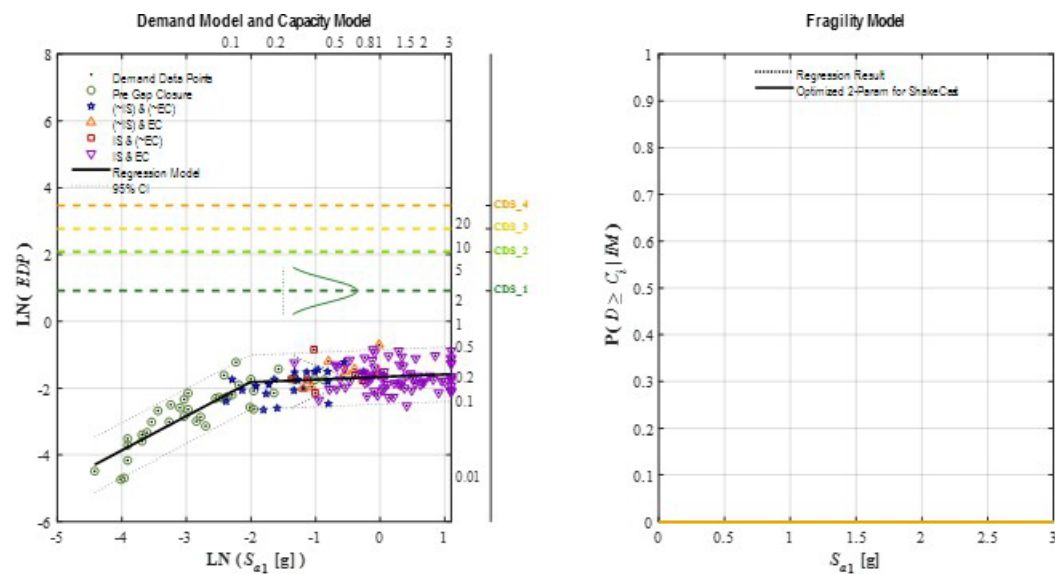 Demand Model and Capacity Model
0.1 0.2 0.5 0.81 1.5 2 3
8
6
4
2
0
-2
-4
-6
LN( EDP )
Demand Data Points
Pre Gap Closure
(~IS) & (~EC)
(~IS) & EC
IS & (~EC)
IS & EC
Regression Model
95% CI
20
10
5
2
1
0.5
0.2
0.1
0.01
CDS_4
CDS_3
CDS_2
CDS_1
-5 -4 -3 -2 -1 0 1
LN ( Sa1 [g] )
Fragility Model
1
0.9
0.8
0.7
0.6
0.5
0.4
0.3
0.2
0.1
0
P( D ≥ Ci | IM )
Regression Result
Optimized 2-Param for ShakeCast
0 0.5 1 1.5 2 2.5 3
Sa1 [g]